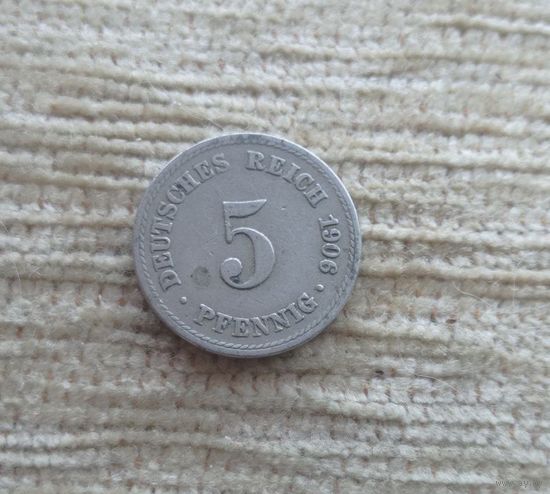 DEUTSCHES REICH 1906
5
• PFENNIG •